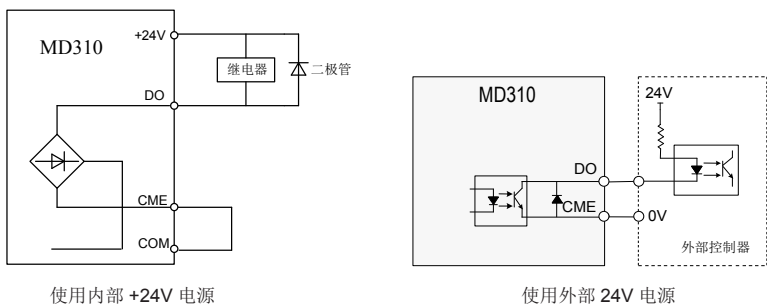 MD310
+24V
继电器
二极管
DO
CME
COM
使用内部 +24V 电源
MD310
24V
DO
CME
0V
外部控制器
使用外部 24V 电源